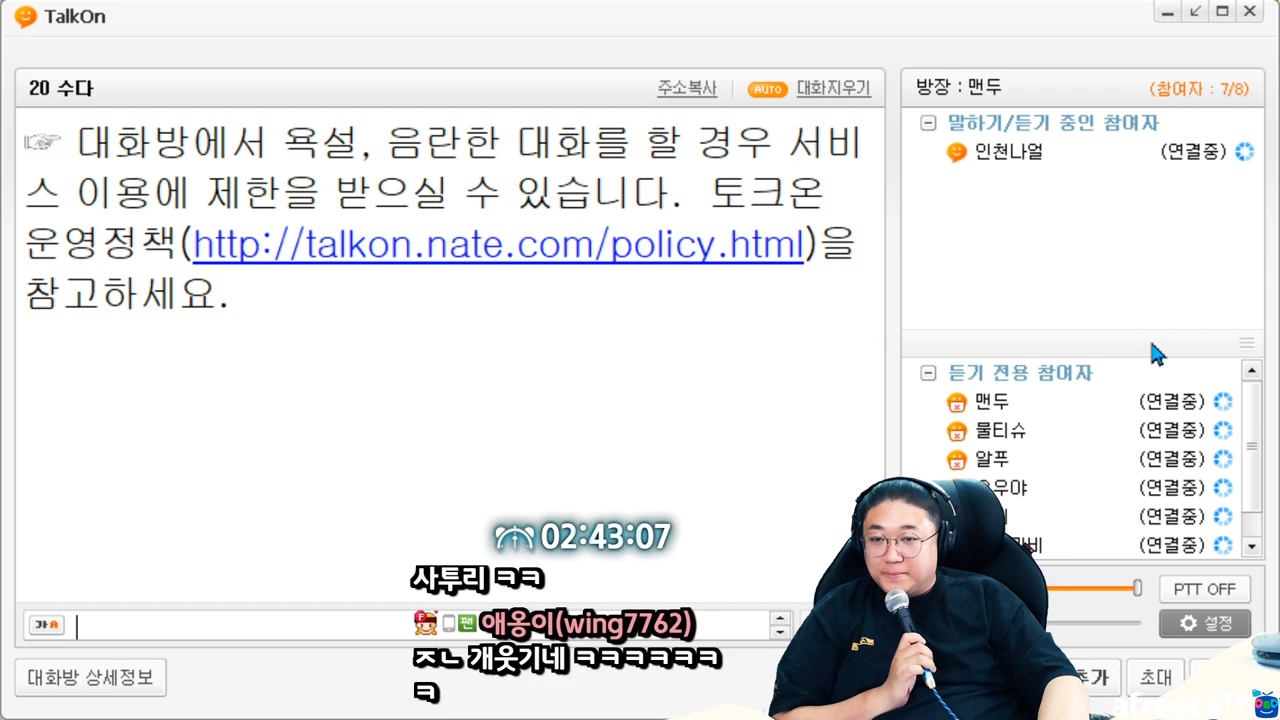 TalkOn
20 수다
주소복사
AUTO
대화지우기
☞ 대화방에서 욕설, 음란한 대화를 할 경우 서비
스 이용에 제한을 받으실 수 있습니다. 토크온
운영정책(http://talkon.nate.com/policy.html)을
참고하세요.
방장 : 맨두
(참여자 : 7/8)
말하기/듣기 중인 참여자
인천나얼 (연결중)
듣기 전용 참여자
맨두 (연결중)
물티슈 (연결중)
알푸 (연결중)
우야 (연결중)
(연결중)
비 (연결중)
02:43:07
사투리 ㅋㅋ
팬 애옹이(wing7762)
ㅈㄴ 개웃기네 ㅋㅋㅋㅋㅋㅋ
ㅋ
가A
PTT OFF
설정
대화방 상세정보
추가
초대
afreecaTV